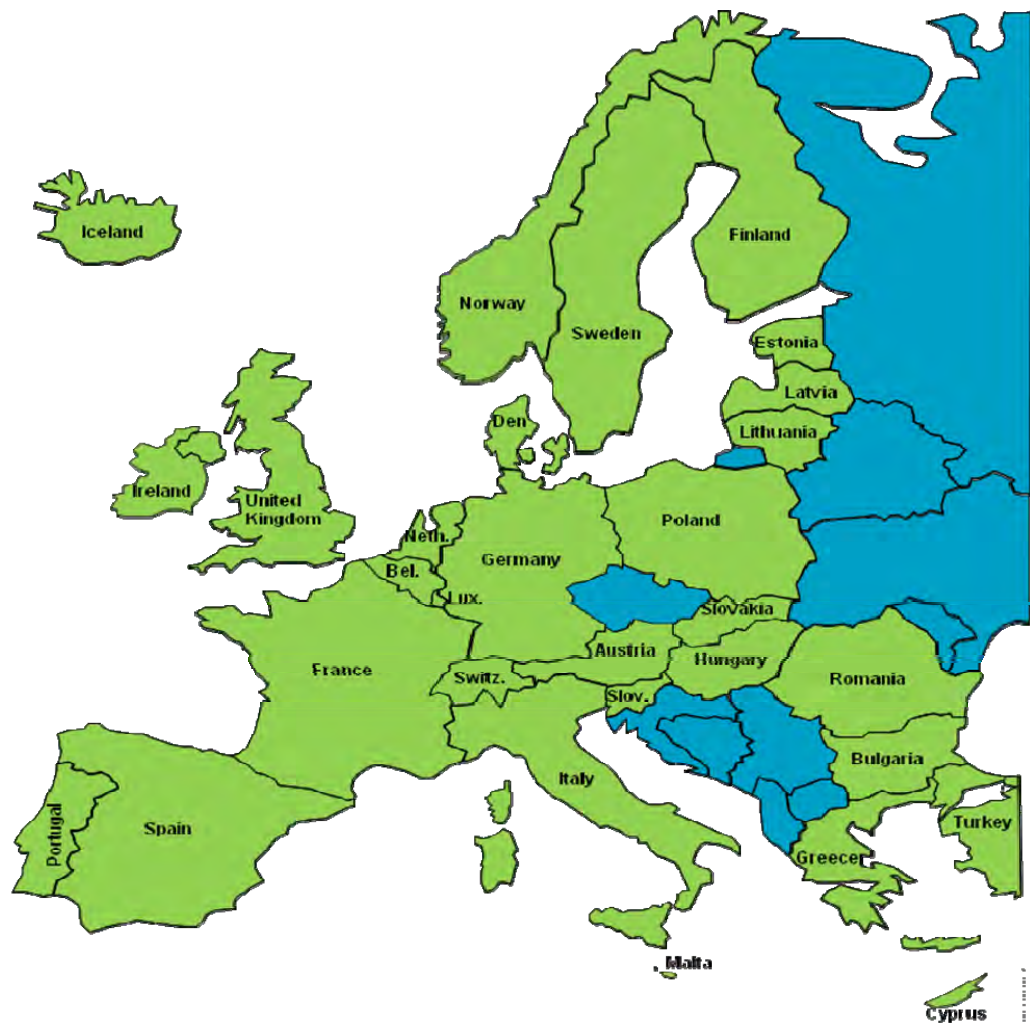 Iceland
Finland
Norway
Sweden
Estonia
Latvia
Den
Lithuania
Ireland
United
Kingdom
Poland
Neth.
Germany
Bel.
Lux.
Slovakia
Austria
Hungary
France
Switz.
Romania
Slov.
Bulgaria
Italy
Portugal
Spain
Turkey
Greece
Malta
Cyprus